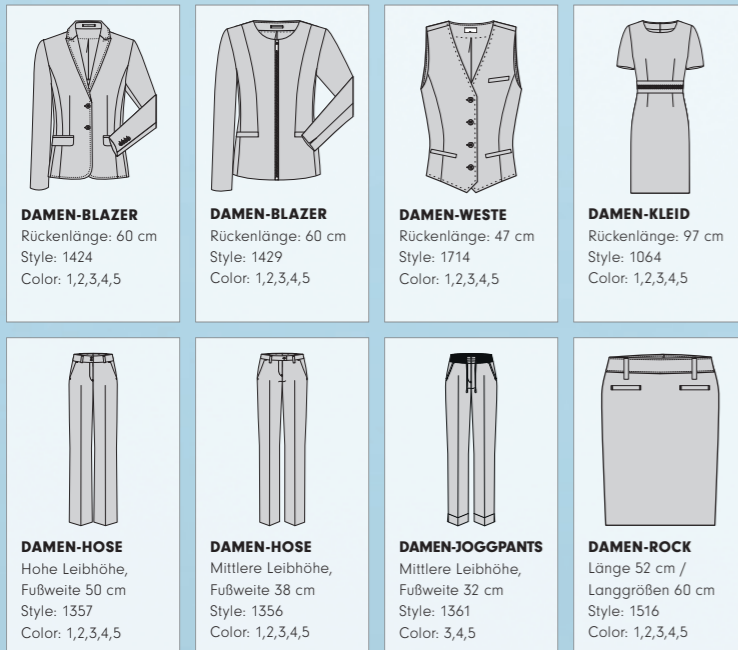 DAMEN-BLAZER
Rückenlänge: 60 cm
Style: 1424
Color: 1,2,3,4,5
DAMEN-BLAZER
Rückenlänge: 60 cm
Style: 1429
Color: 1,2,3,4,5
DAMEN-WESTE
Rückenlänge: 47 cm
Style: 1714
Color: 1,2,3,4,5
DAMEN-KLEID
Rückenlänge: 97 cm
Style: 1064
Color: 1,2,3,4,5
DAMEN-HOSE
Hohe Leibhöhe,
Fußweite 50 cm
Style: 1357
Color: 1,2,3,4,5
DAMEN-HOSE
Mittlere Leibhöhe,
Fußweite 38 cm
Style: 1356
Color: 1,2,3,4,5
DAMEN-JOGGPANTS
Mittlere Leibhöhe,
Fußweite 32 cm
Style: 1361
Color: 3,4,5
DAMEN-ROCK
Länge 52 cm /
Langgrößen 60 cm
Style: 1516
Color: 1,2,3,4,5